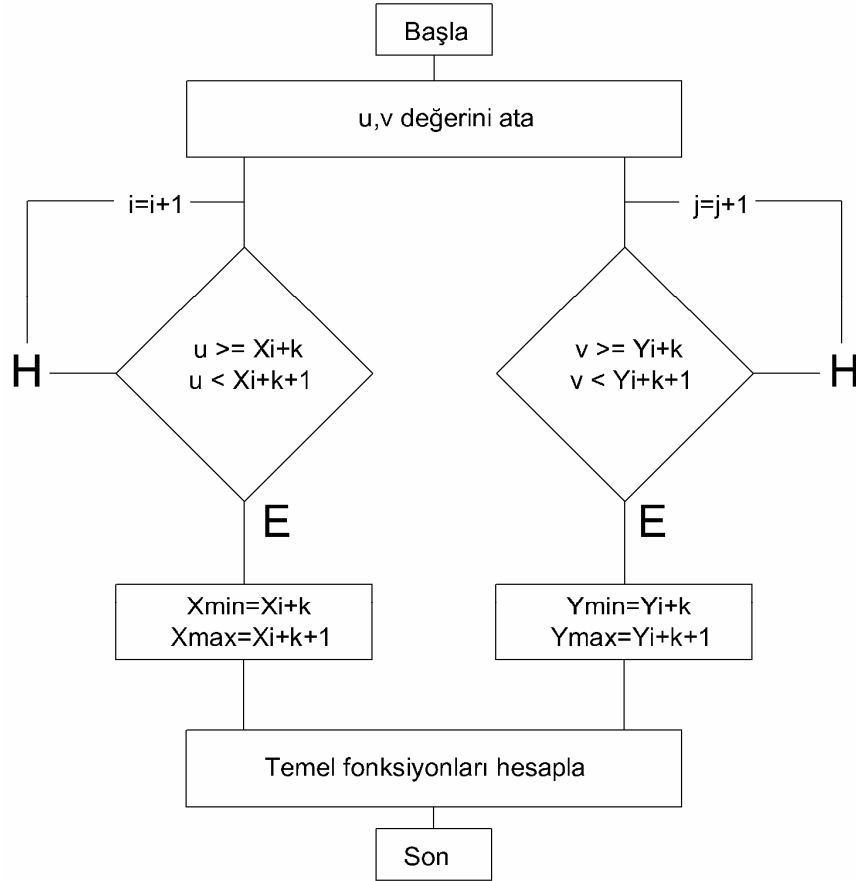 Başla
u,v değerini ata
i=i+1
j=j+1
u >= Xi+k
u < Xi+k+1
v >= Yi+k
v < Yi+k+1
H
H
E
E
Xmin=Xi+k
Xmax=Xi+k+1
Ymin=Yi+k
Ymax=Yi+k+1
Temel fonksiyonları hesapla
Son